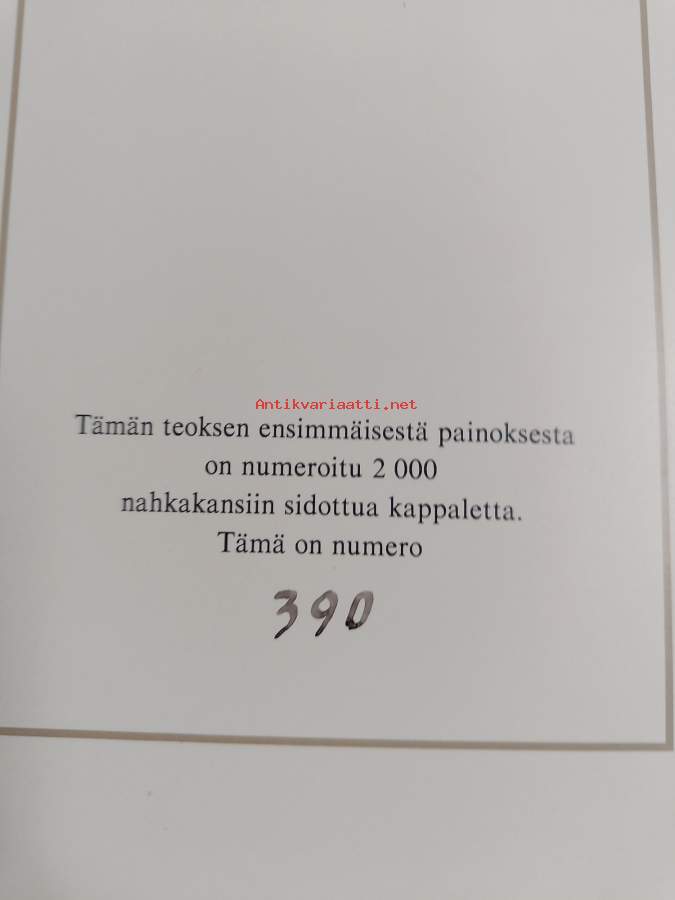 Antikvariaatti.net
Tämän teoksen ensimmäisestä painoksesta
on numeroitu 2 000
nahkakansiin sidottua kappaletta.
Tämä on numero
390